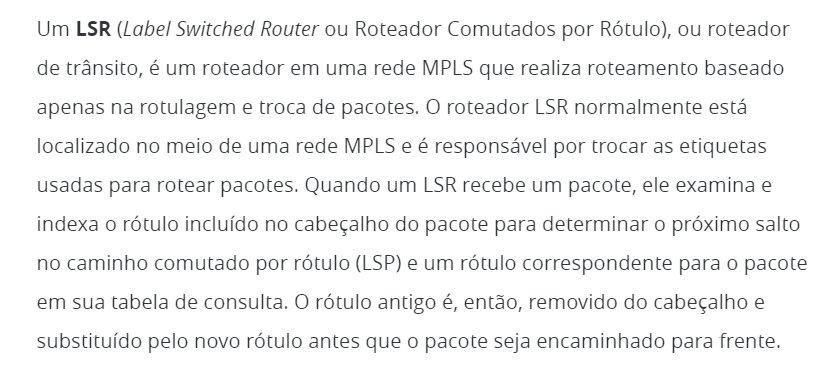 Um LSR (Label Switched Router ou Roteador Comutados por Rótulo), ou roteador
de trânsito, é um roteador em uma rede MPLS que realiza roteamento baseado
apenas na rotulagem e troca de pacotes. O roteador LSR normalmente está
localizado no meio de uma rede MPLS e é responsável por trocar as etiquetas
usadas para rotear pacotes. Quando um LSR recebe um pacote, ele examina e
indexa o rótulo incluído no cabeçalho do pacote para determinar o próximo salto
no caminho comutado por rótulo (LSP) e um rótulo correspondente para o pacote
em sua tabela de consulta. O rótulo antigo é, então, removido do cabeçalho e
substituído pelo novo rótulo antes que o pacote seja encaminhado para frente.